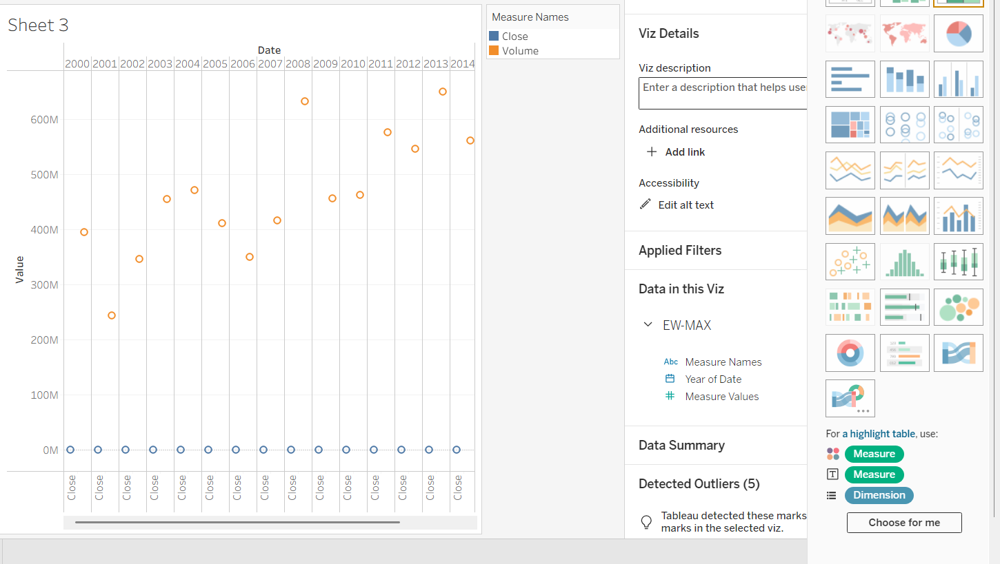 Sheet 3
Date
2000 2001 2002 2003 2004 2005 2006 2007 2008 2009 2010 2011 2012 2013 2014
Value
600M
500M
400M
300M
200M
100M
0M
Close Close Close Close Close Close Close Close Close Close Close Close Close Close Close
Measure Names
Close
Volume
Viz Details
Viz description
Enter a description that helps use
Additional resources
Add link
Accessibility
Edit alt text
Applied Filters
Data in this Viz
EW-MAX
Abc Measure Names
Year of Date
Measure Values
Data Summary
Detected Outliers (5)
Tableau detected these marks
marks in the selected viz.
For a highlight table, use:
Measure
T Measure
Dimension
Choose for me